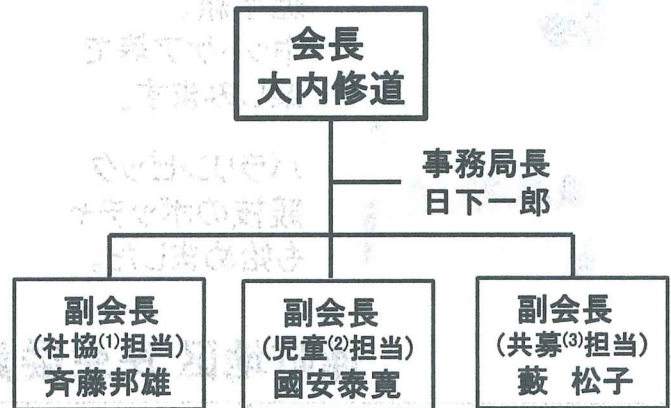 会長
大内修道
事務局長
日下一郎
副会長
(社協(1)担当)
斉藤邦雄
副会長
(児童(2)担当)
國安泰寛
副会長
(共募(3)担当)
藪 松子